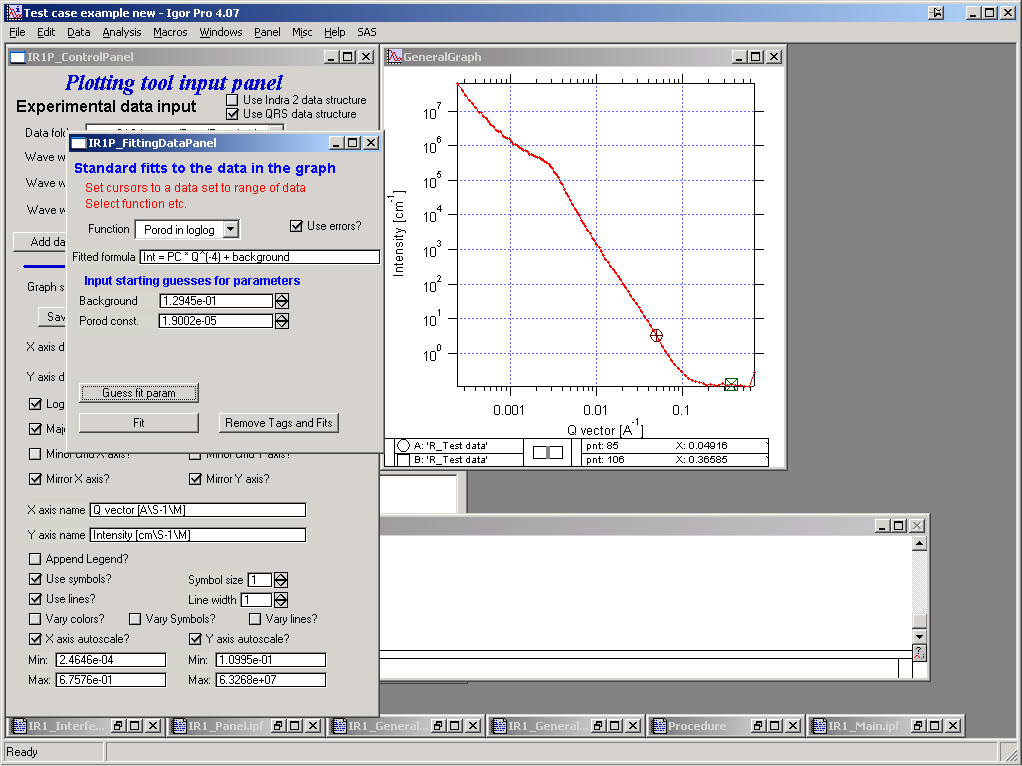 Test case example new - Igor Pro 4.07
File Edit Data Analysis Macros Windows Panel Misc Help SAS
IR1P_ControlPanel
Plotting tool input panel
Experimental data input
Use Indra 2 data structure
Use QRS data structure
Data fol
Wave w
Wave w
Wave w
Add da
Graph s
Sav
X axis d
Y axis d
Log
Maj
IR1P_FittingDataPanel
Standard fitts to the data in the graph
Set cursors to a data set to range of data
Select function etc.
Function Porod in loglog Use errors?
Fitted formula Int = PC * Q^(-4) + background
Input starting guesses for parameters
Background 1.2945e-01
Porod const. 1.9002e-05
Guess fit param
Fit Remove Tags and Fits
Mirror X axis? Mirror Y axis?
X axis name Q vector [A\S-1\M]
Y axis name Intensity [cm\S-1\M]
Append Legend?
Use symbols? Symbol size 1
Use lines? Line width 1
Vary colors? Vary Symbols? Vary lines?
X axis autoscale? Y axis autoscale?
Min: 2.4646e-04 Min: 1.0995e-01
Max: 6.7576e-01 Max: 6.3268e+07
GeneralGraph
10^7
10^6
10^5
10^4
10^3
10^2
10^1
10^0
Intensity [cm^-1]
0.001 0.01 0.1
Q vector [A^-1]
A: 'R_Test data' pnt: 85 X: 0.04916
B: 'R_Test data' pnt: 106 X: 0.36585
IR1_Interfe... IR1_Panel.ipf IR1_General... IR1_General... Procedure IR1_Main.ipf
Ready